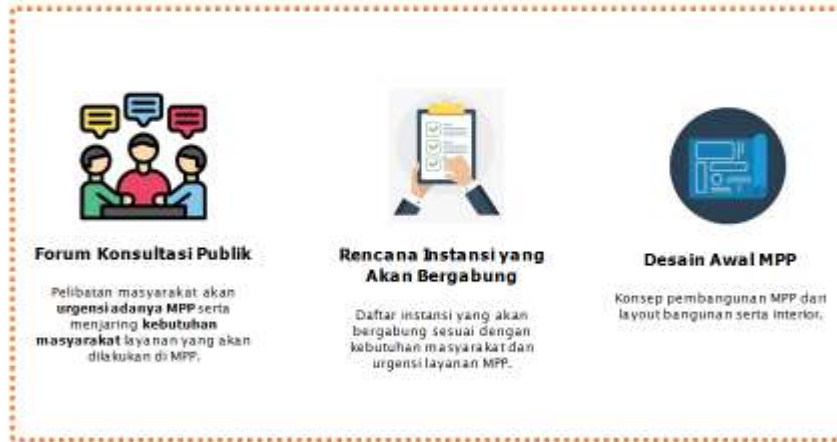 Forum Konsultasi Publik
Pelibatan masyarakat akan
urgensi adanya MPP serta
menjaring kebutuhan
masyarakat layanan yang akan
dilakukan di MPP.
Rencana Instansi yang
Akan Bergabung
Daftar instansi yang akan
bergabung sesuai dengan
kebutuhan masyarakat dan
urgensi layanan MPP.
Desain Awal MPP
Konsep pembangunan MPP dari
layout bangunan serta interior.